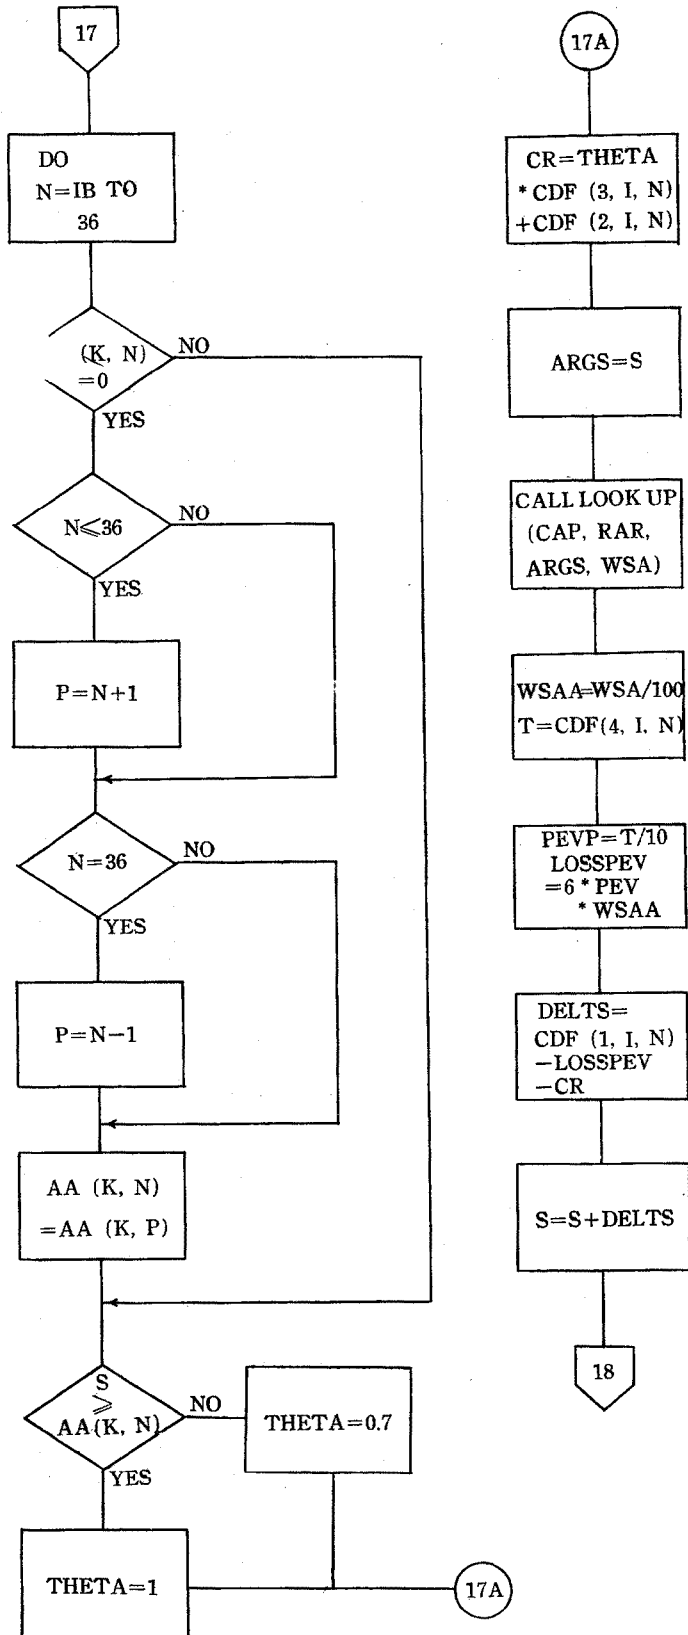 17
DO
N=IB TO
36
(K, N)
=0
NO
YES
N≤36
NO
YES
P=N+1
N=36
NO
YES
P=N-1
AA (K, N)
=AA (K, P)
S
≥
AA(K, N)
NO
YES
THETA=0.7
THETA=1
17A
17A
CR=THETA
*CDF (3, I, N)
+CDF (2, I, N)
ARGS=S
CALL LOOK UP
(CAP, RAR,
ARGS, WSA)
WSAA=WSA/100
T=CDF(4, I, N)
PEVP=T/10
LOSSPEV
=6 * PEV
* WSAA
DELTS=
CDF (1, I, N)
-LOSSPEV
-CR
S=S+DELTS
18